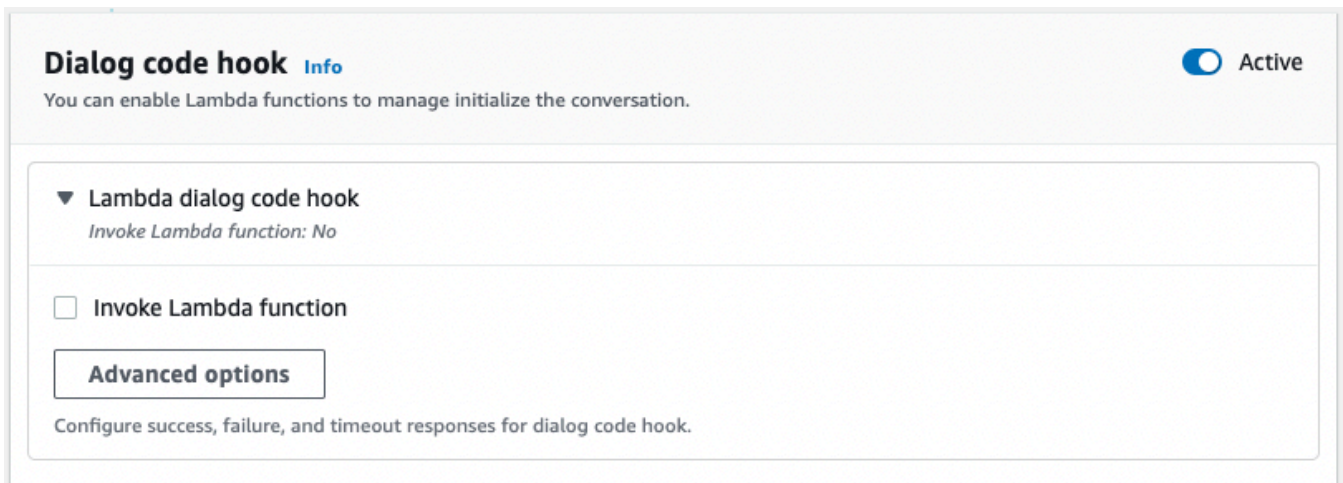 Dialog code hook Info
Active
You can enable Lambda functions to manage initialize the conversation.
Lambda dialog code hook
Invoke Lambda function: No
Invoke Lambda function
Advanced options
Configure success, failure, and timeout responses for dialog code hook.